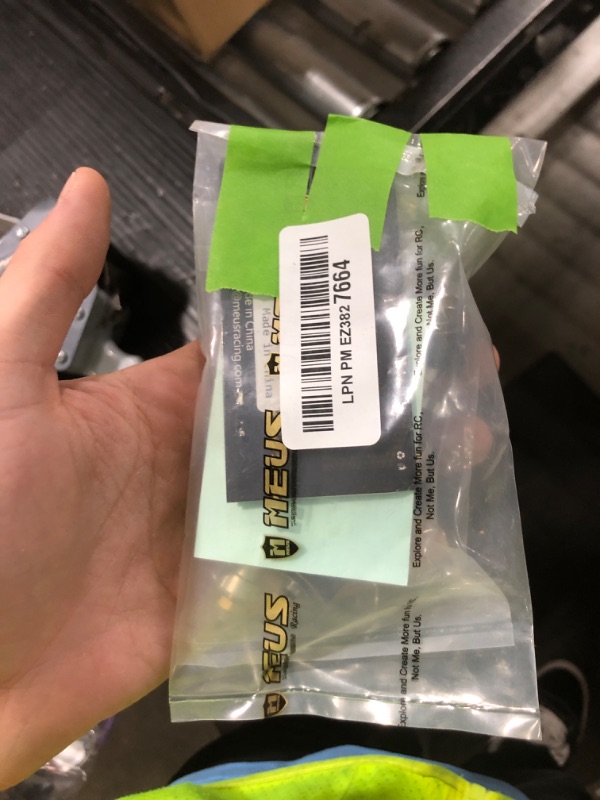 LPN PM EZ3827664
Made in China
in China
@meusracing.com
MEUS
MEUS
Racing
Explore and Create More fun for RC,
Not Me, But Us.
Explore and Create More fun for RC,
Not Me, But Us.
Explore and Create More fun
Not Me, But Us.